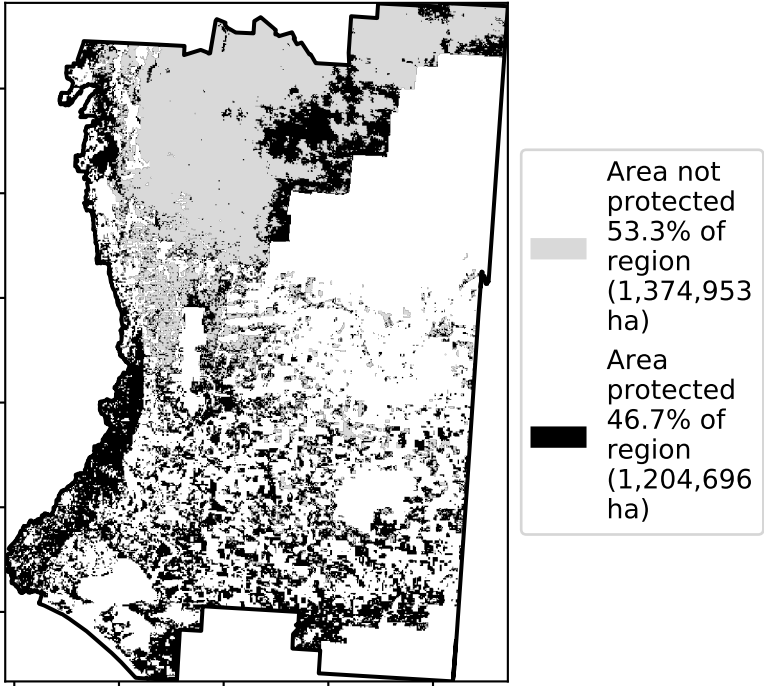 Area not
protected
53.3% of
region
(1,374,953
ha)
Area
protected
46.7% of
region
(1,204,696
ha)